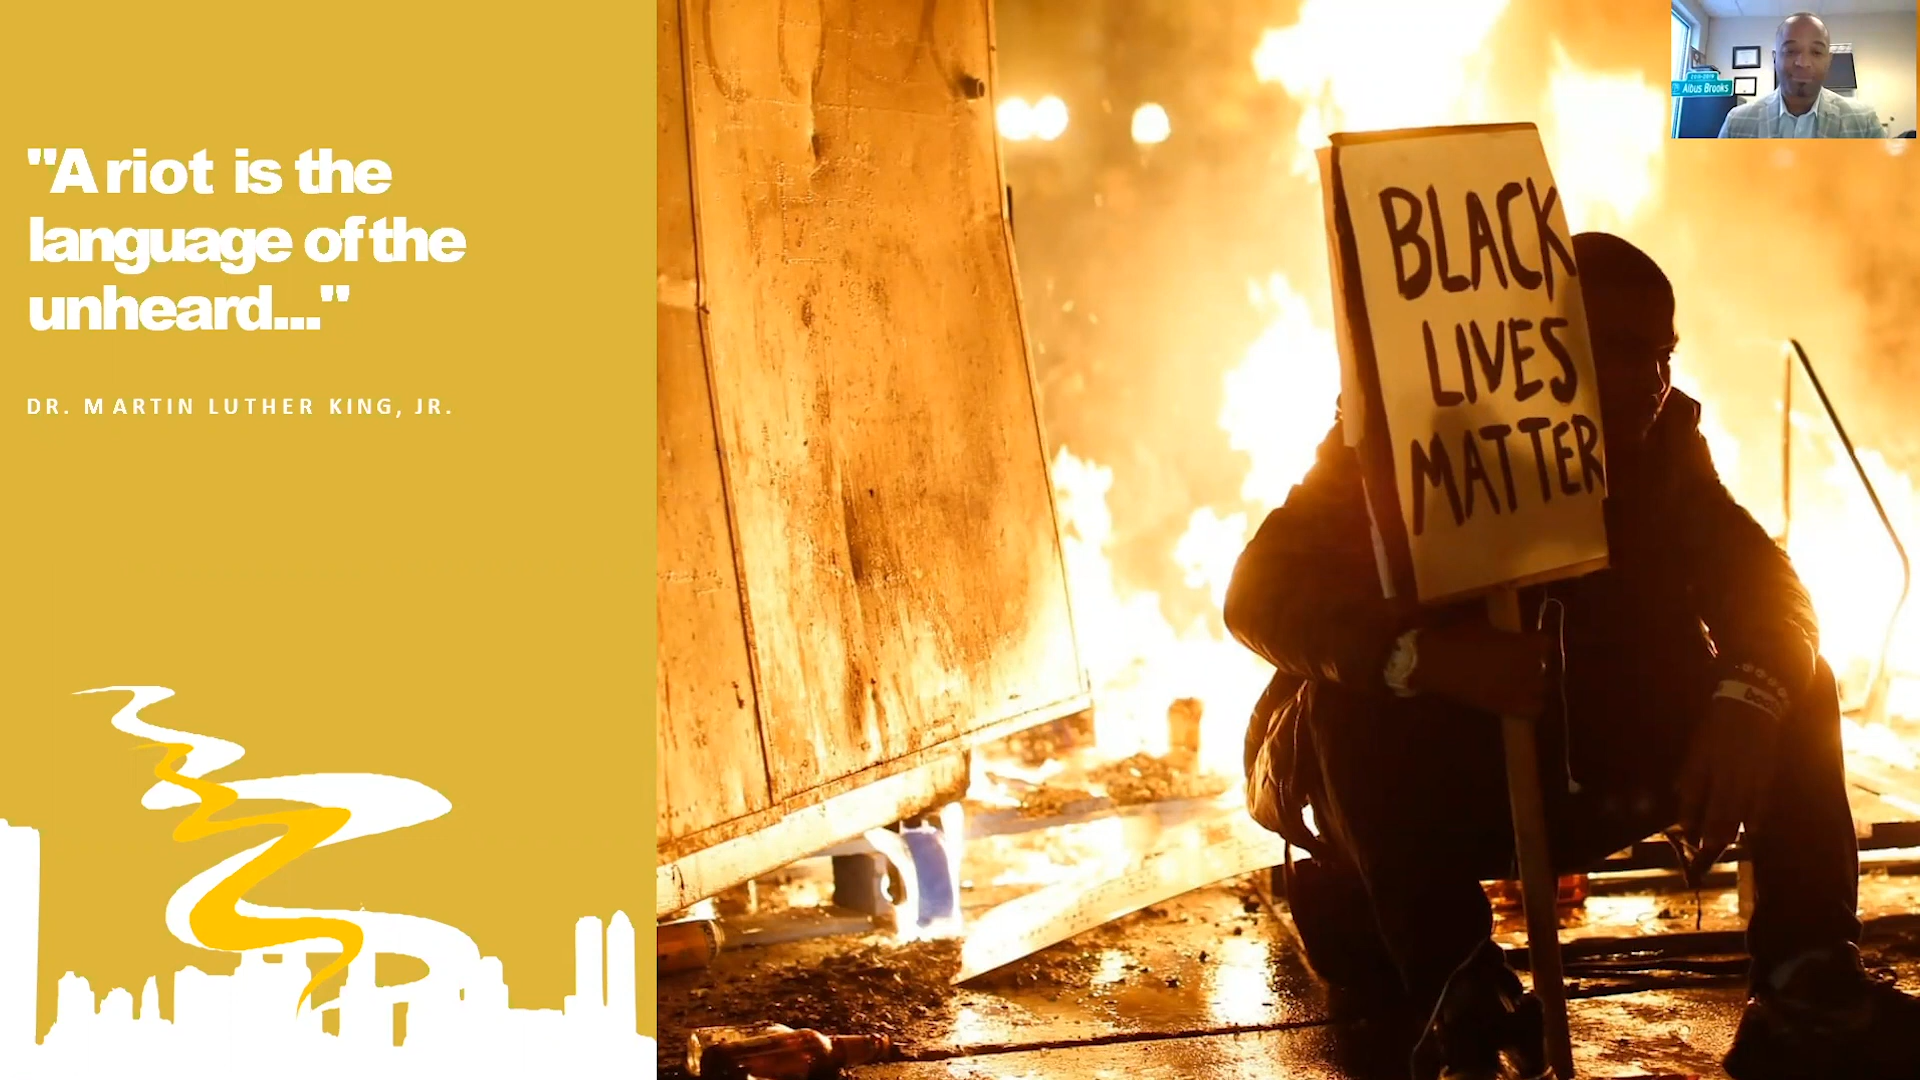 "A riot is the
language of the
unheard..."
DR. MARTIN LUTHER KING, JR.
BLACK
LIVES
MATTER
Albus Brooks